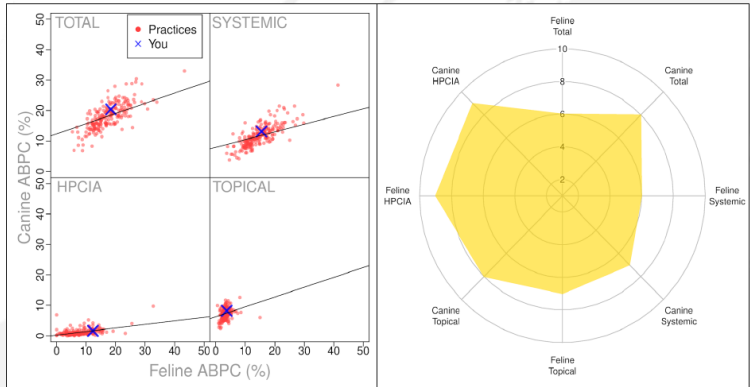 TOTAL
SYSTEMIC
Practices
You
50
40
30
20
10
0
HPCIA
TOPICAL
50
40
30
20
10
0
0 10 20 30 40 50
0 10 20 30 40 50
Canine ABPC (%)
Feline ABPC (%)
Feline
Total
Canine
HPCIA
Canine
Total
Feline
HPCIA
Feline
Systemic
Canine
Topical
Canine
Systemic
Feline
Topical
10
8
6
4
2